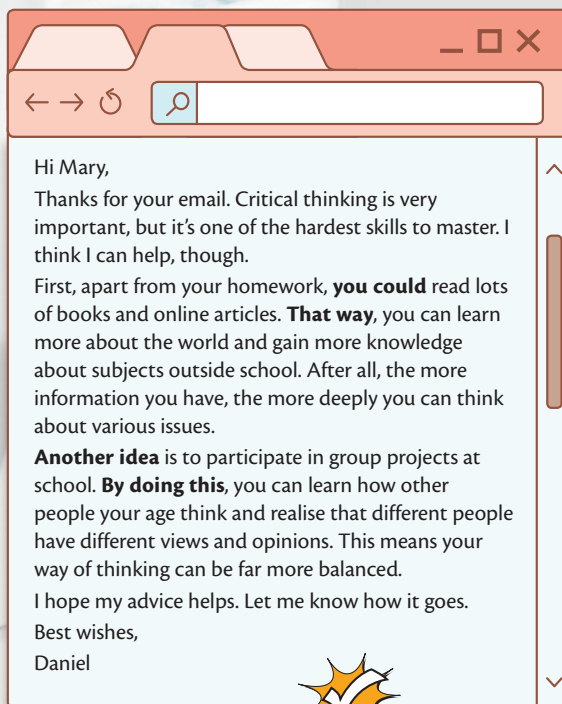 Hi Mary,
Thanks for your email. Critical thinking is very
important, but it's one of the hardest skills to master. I
think I can help, though.
First, apart from your homework, you could read lots
of books and online articles. That way, you can learn
more about the world and gain more knowledge
about subjects outside school. After all, the more
information you have, the more deeply you can think
about various issues.
Another idea is to participate in group projects at
school. By doing this, you can learn how other
people your age think and realise that different people
have different views and opinions. This means your
way of thinking can be far more balanced.
I hope my advice helps. Let me know how it goes.
Best wishes,
Daniel